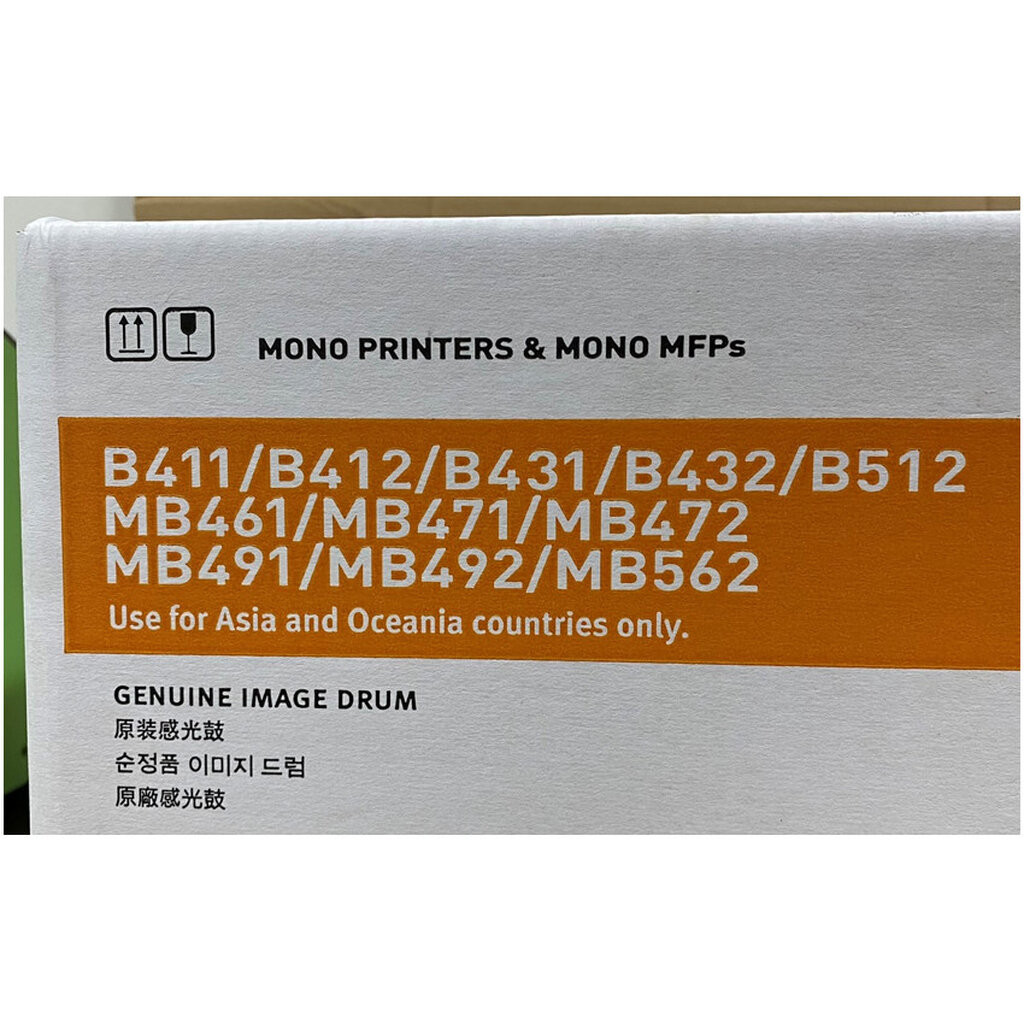 MONO PRINTERS & MONO MFPs
B411/B412/B431/B432/B512
MB461/MB471/MB472
MB491/MB492/MB562
Use for Asia and Oceania countries only.
GENUINE IMAGE DRUM
原装感光鼓
순정품 이미지 드럼
原廠感光鼓